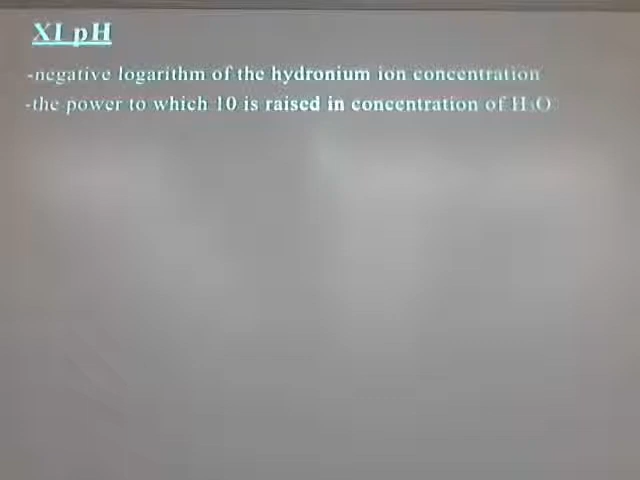 XI pH
-negative logarithm of the hydronium ion concentration
-the power to which 10 is raised in concentration of H₃O